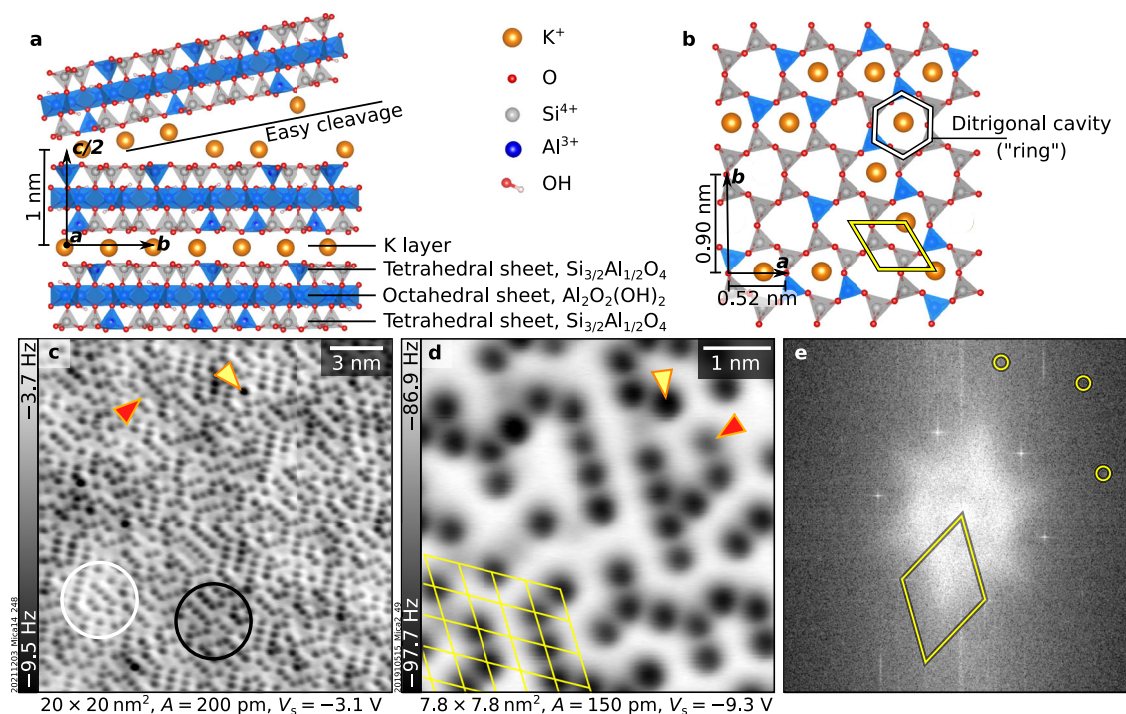 a
Easy cleavage
c/2
1 nm
a
b
K layer
Tetrahedral sheet, Si3/2Al1/2O4
Octahedral sheet, Al2O2(OH)2
Tetrahedral sheet, Si3/2Al1/2O4
K+
O
Si4+
Al3+
OH
b
Ditrigonal cavity
("ring")
b
0.90 nm
a
0.52 nm
c
3 nm
−3.7 Hz
−9.5 Hz
20211203_Mica14_248
20 × 20 nm², A = 200 pm, Vs = −3.1 V
d
1 nm
−86.9 Hz
−97.7 Hz
201910515_Mica2_49
7.8 × 7.8 nm², A = 150 pm, Vs = −9.3 V
e